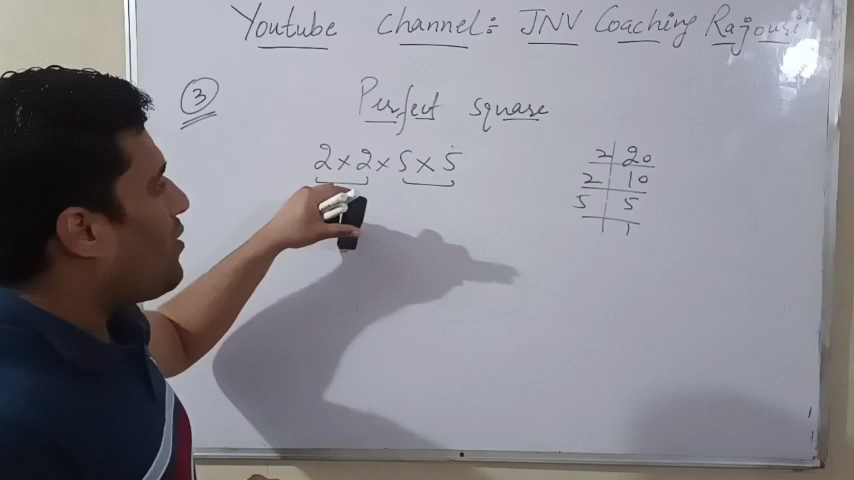 Youtube Channel:- JNV Coaching Rajouri
3
Perfect square
2×2×5×5
2 | 20
2 | 10
5 | 5
1